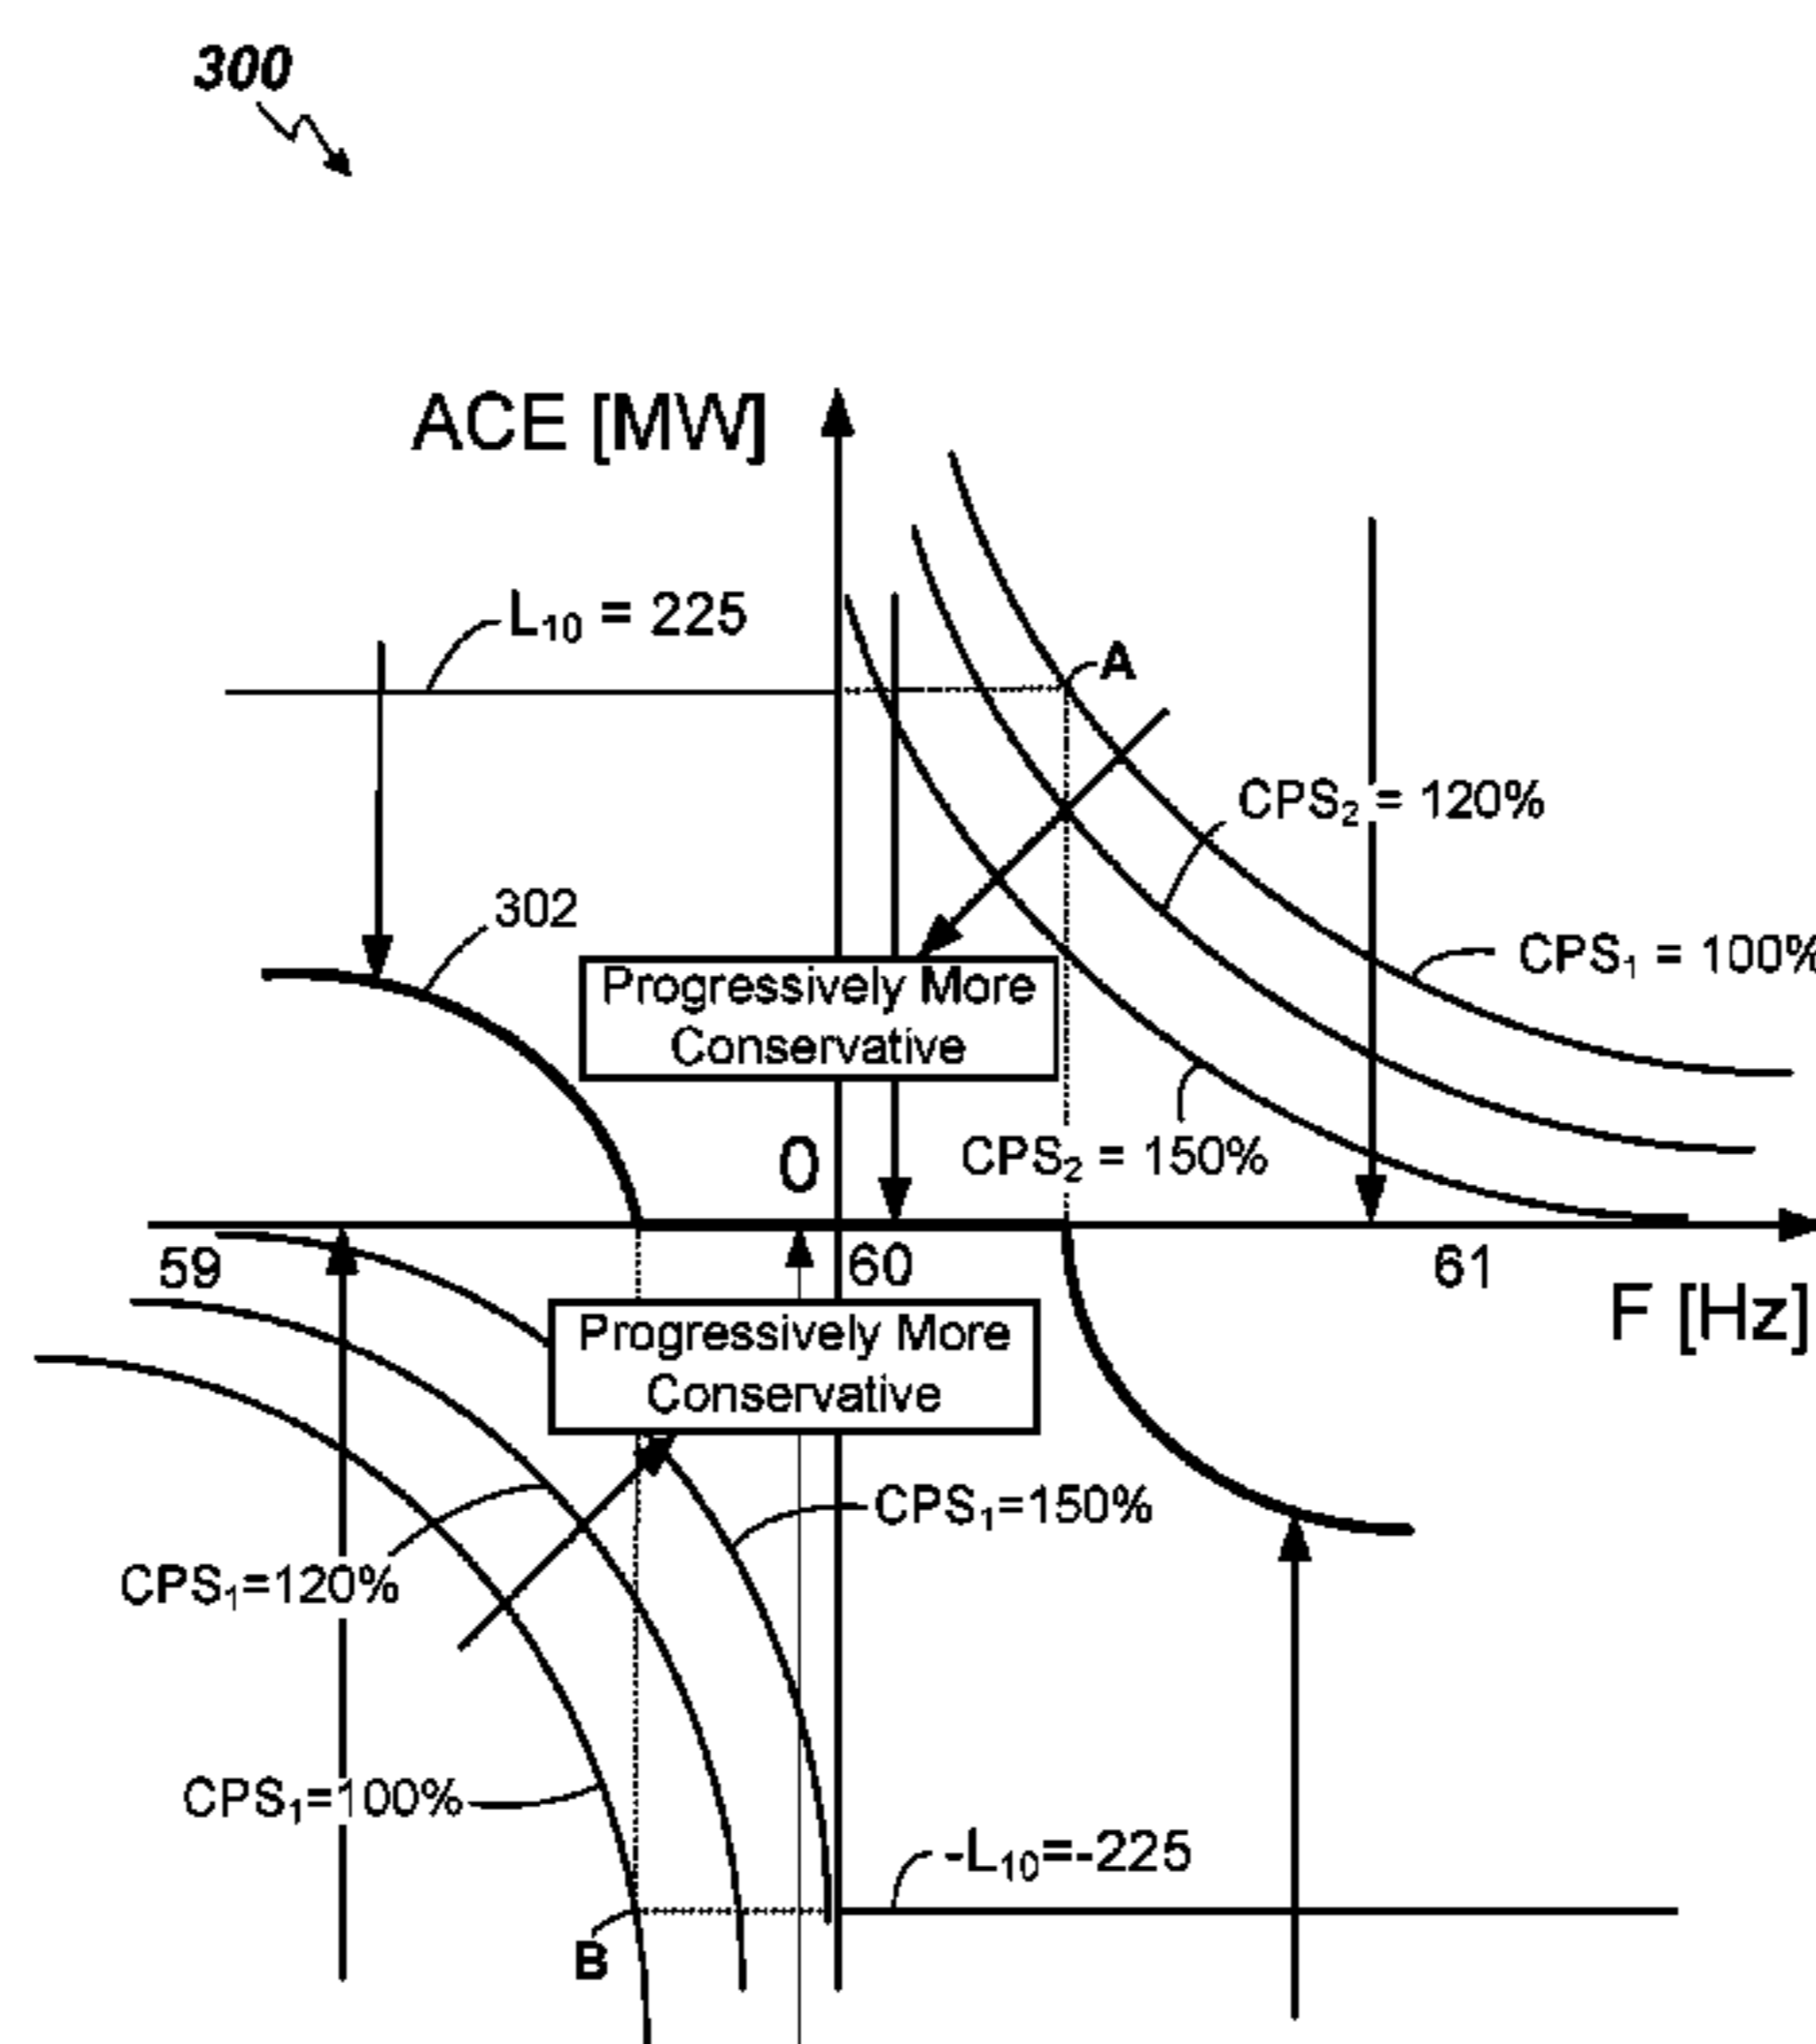 300
ACE [MW]
L10 = 225
A
CPS2 = 120%
302
CPS1 = 100%
Progressively More
Conservative
0
CPS2 = 150%
59
60
61
F [Hz]
Progressively More
Conservative
CPS1=150%
CPS1=120%
CPS1=100%
-L10=-225
B